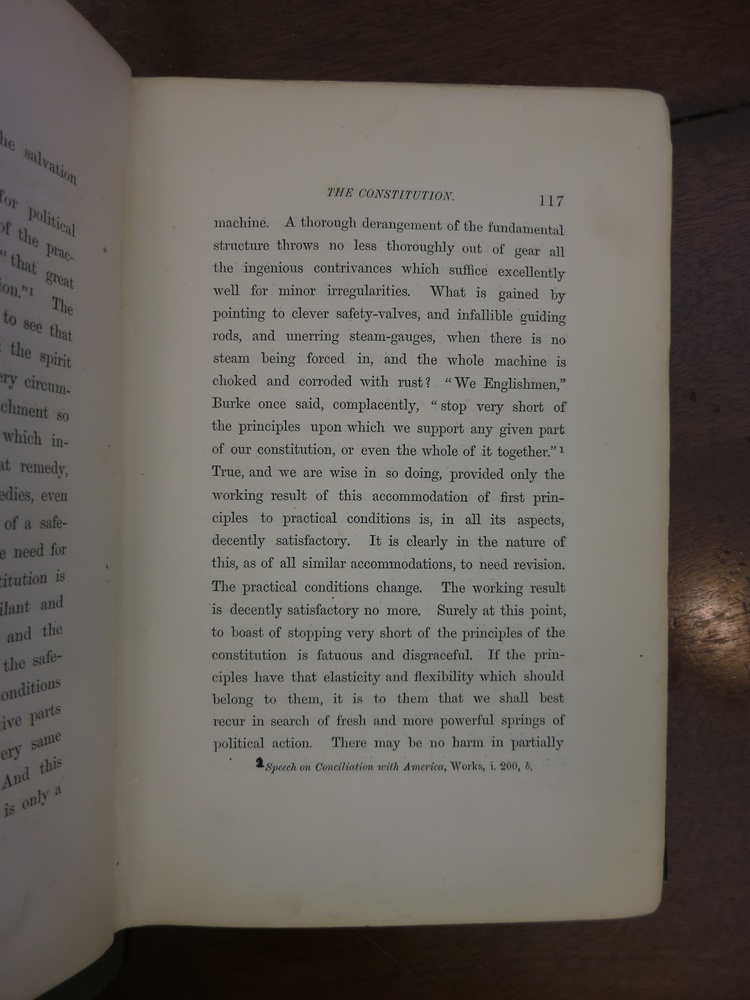 he salvation
for political
of the prac-
“that great
ion.”1 The
to see that
the spirit
ery circum-
chment so
which in-
at remedy,
edies, even
of a safe-
e need for
titution is
ilant and
and the
the safe-
onditions
tive parts
ery same
And this
is only a
THE CONSTITUTION. 117
machine. A thorough derangement of the fundamental
structure throws no less thoroughly out of gear all
the ingenious contrivances which suffice excellently
well for minor irregularities. What is gained by
pointing to clever safety-valves, and infallible guiding
rods, and unerring steam-gauges, when there is no
steam being forced in, and the whole machine is
choked and corroded with rust? “We Englishmen,”
Burke once said, complacently, “stop very short of
the principles upon which we support any given part
of our constitution, or even the whole of it together.”1
True, and we are wise in so doing, provided only the
working result of this accommodation of first prin-
ciples to practical conditions is, in all its aspects,
decently satisfactory. It is clearly in the nature of
this, as of all similar accommodations, to need revision.
The practical conditions change. The working result
is decently satisfactory no more. Surely at this point,
to boast of stopping very short of the principles of the
constitution is fatuous and disgraceful. If the prin-
ciples have that elasticity and flexibility which should
belong to them, it is to them that we shall best
recur in search of fresh and more powerful springs of
political action. There may be no harm in partially
2 Speech on Conciliation with America, Works, i. 200, b.